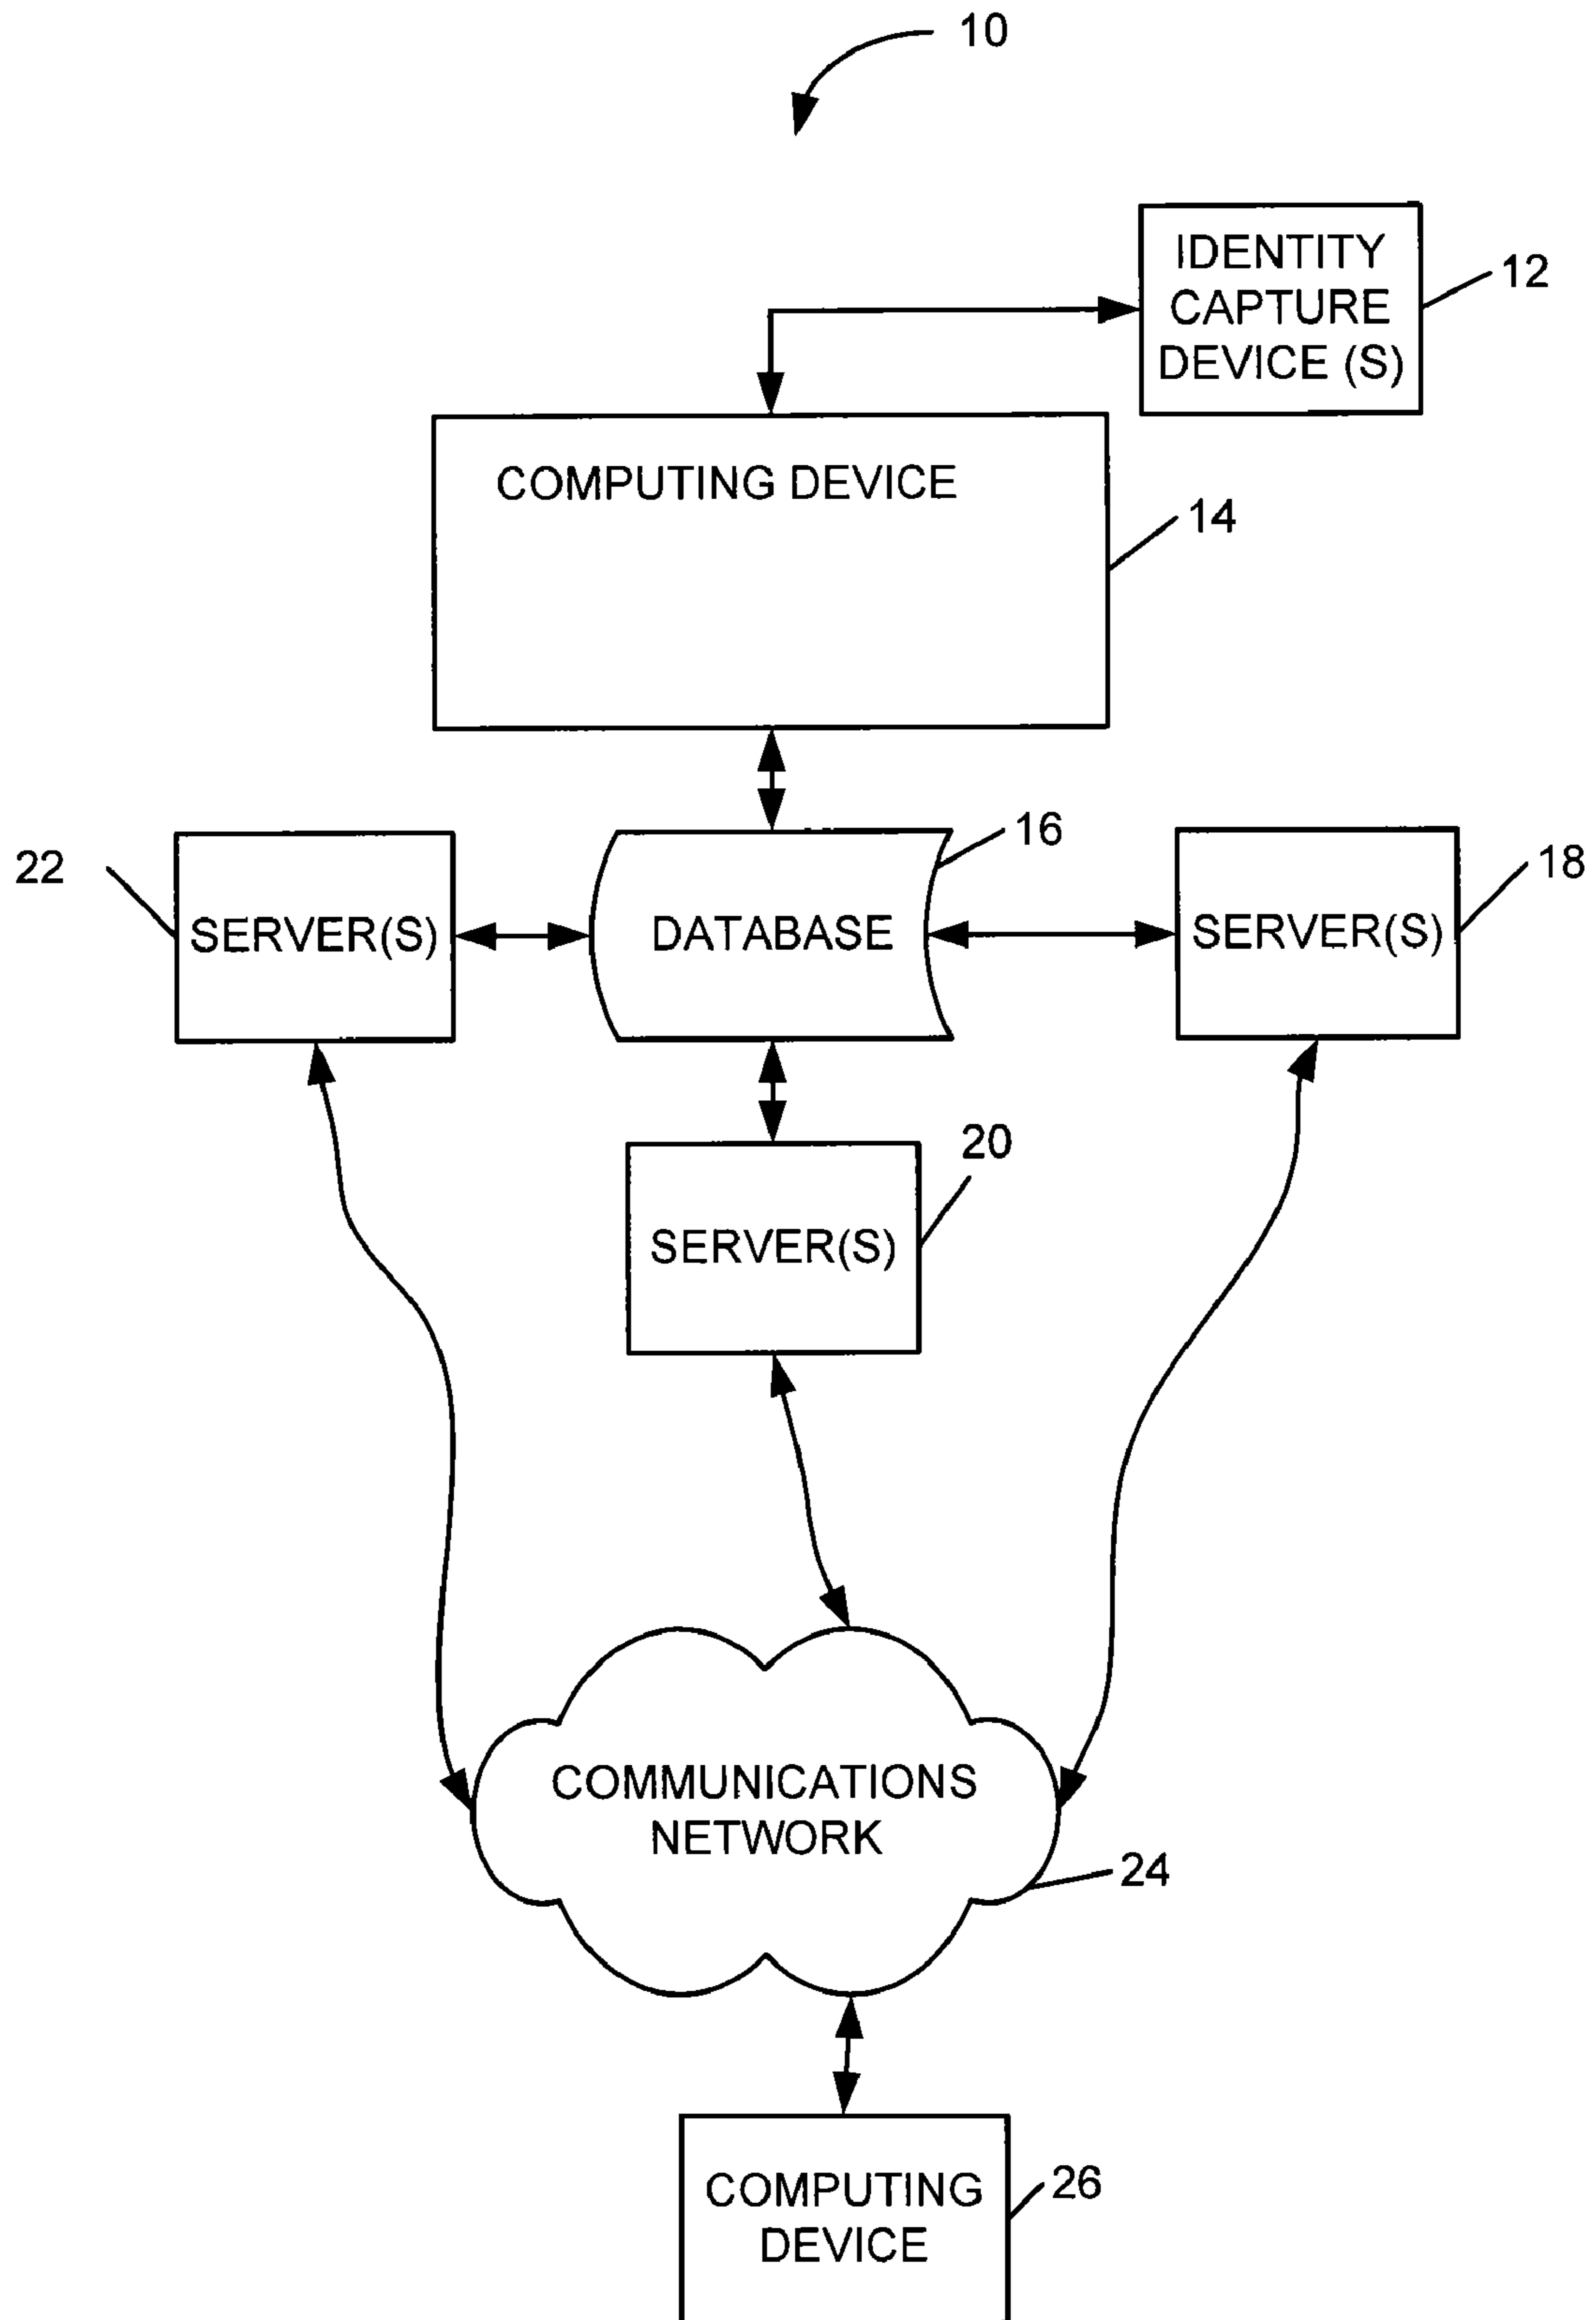 10
IDENTITY
CAPTURE
DEVICE (S)
12
COMPUTING DEVICE
14
22
SERVER(S)
DATABASE
16
SERVER(S)
18
SERVER(S)
20
COMMUNICATIONS
NETWORK
24
COMPUTING
DEVICE
26